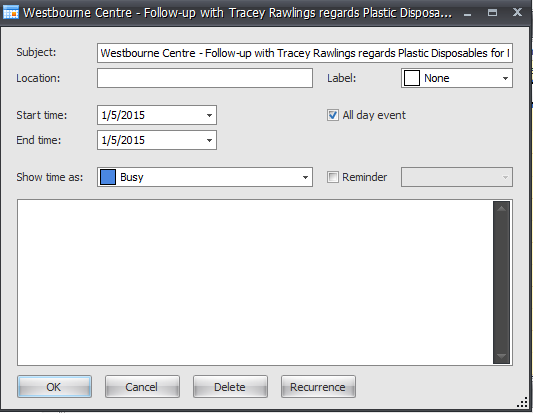 Westbourne Centre - Follow-up with Tracey Rawlings regards Plastic Disposa...
Subject: Westbourne Centre - Follow-up with Tracey Rawlings regards Plastic Disposables for
Location: Label: None
Start time: 1/5/2015 All day event
End time: 1/5/2015
Show time as: Busy Reminder
OK Cancel Delete Recurrence